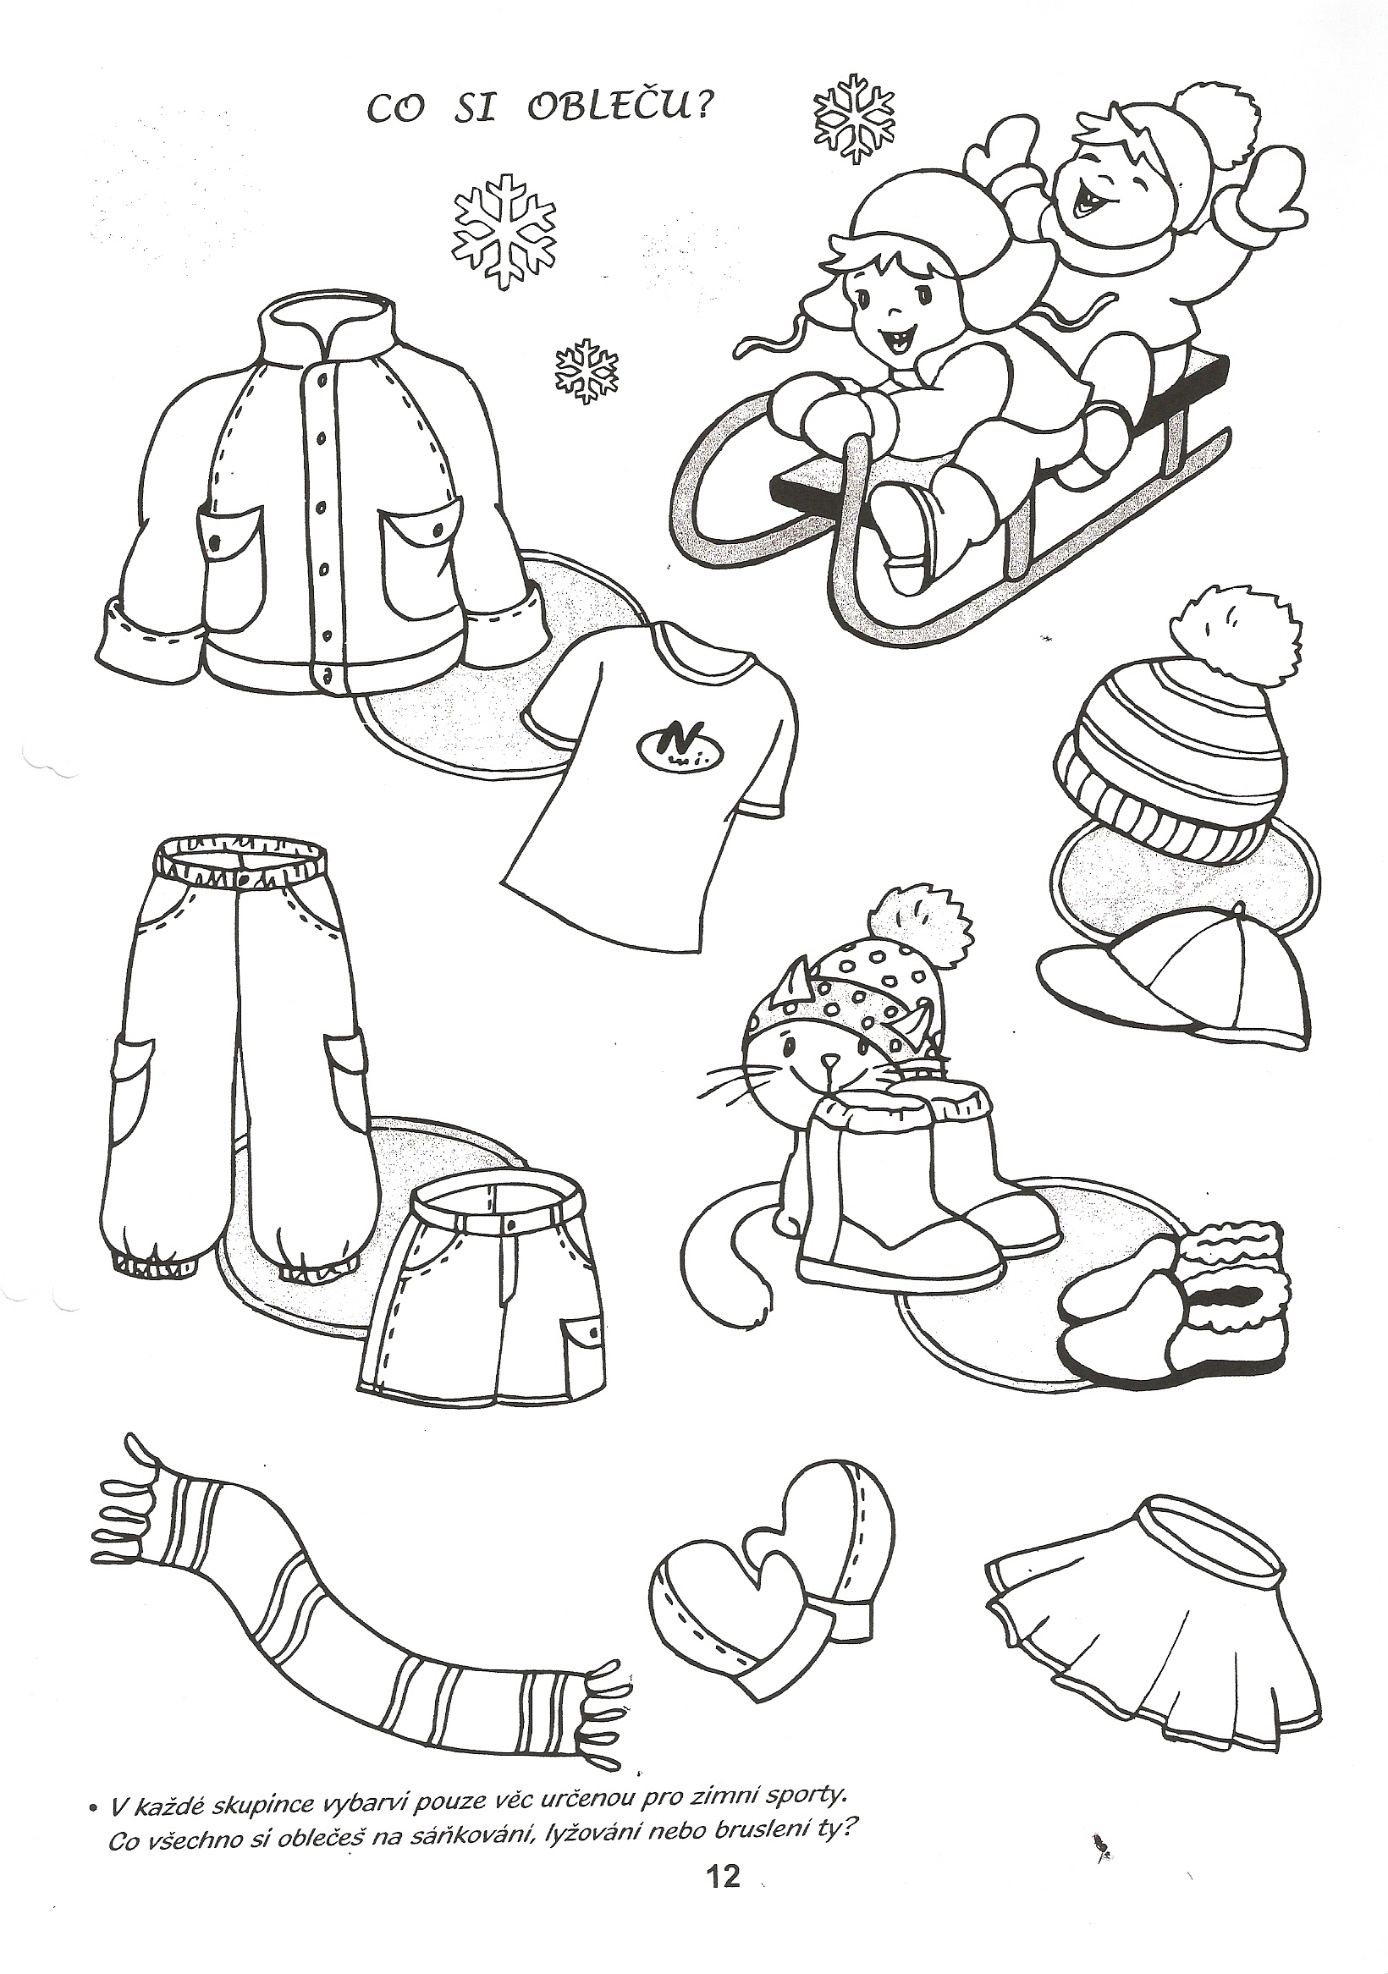 CO SI OBLEČU?
N
• V každé skupince vybarvi pouze věc určenou pro zimní sporty.
Co všechno si oblečeš na sáňkování, lyžování nebo bruslení ty?
12